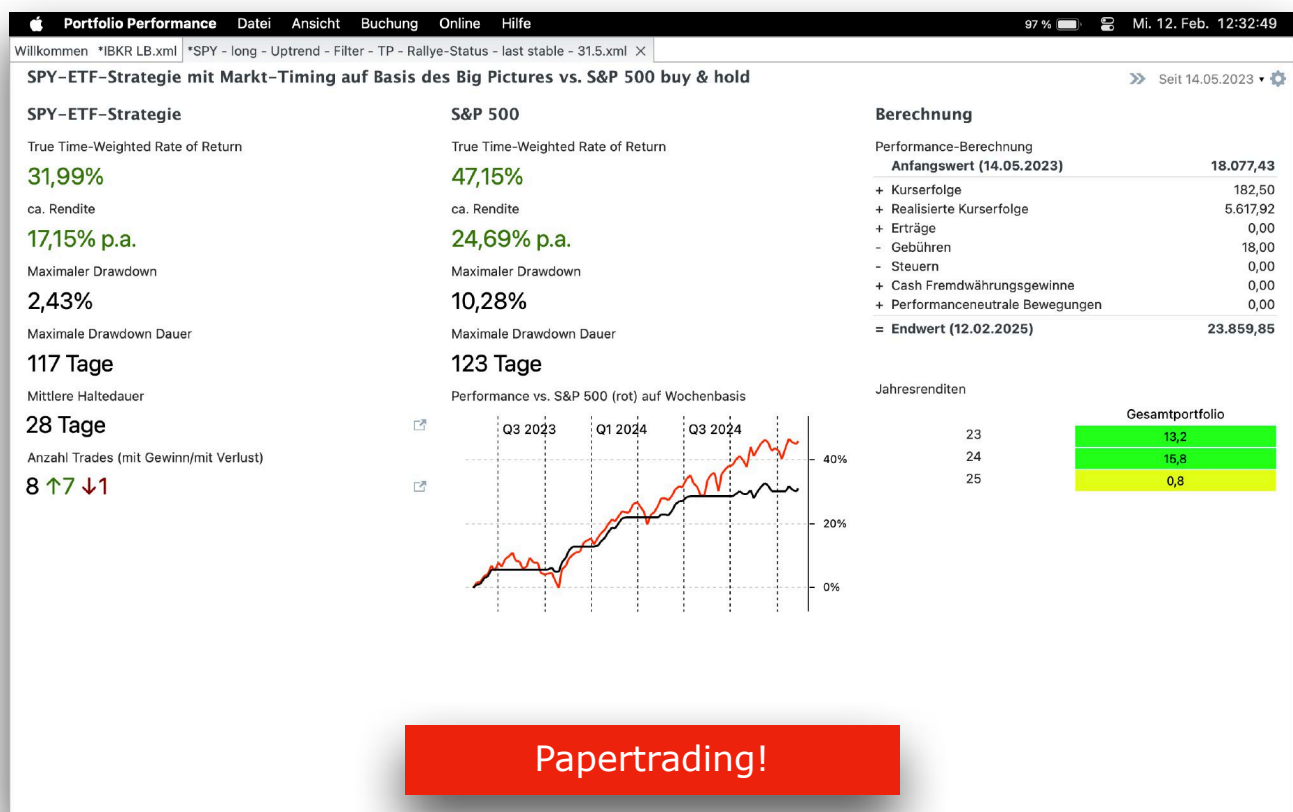 Portfolio Performance Datei Ansicht Buchung Online Hilfe 97 % Mi. 12. Feb. 12:32:49
Willkommen *IBKR LB.xml *SPY - long - Uptrend - Filter - TP - Rallye-Status - last stable - 31.5.xml
SPY-ETF-Strategie mit Markt-Timing auf Basis des Big Pictures vs. S&P 500 buy & hold
Seit 14.05.2023
SPY-ETF-Strategie
True Time-Weighted Rate of Return
31,99%
ca. Rendite
17,15% p.a.
Maximaler Drawdown
2,43%
Maximale Drawdown Dauer
117 Tage
Mittlere Haltedauer
28 Tage
Anzahl Trades (mit Gewinn/mit Verlust)
8 ↑7 ↓1
S&P 500
True Time-Weighted Rate of Return
47,15%
ca. Rendite
24,69% p.a.
Maximaler Drawdown
10,28%
Maximale Drawdown Dauer
123 Tage
Performance vs. S&P 500 (rot) auf Wochenbasis
Q3 2023 Q1 2024 Q3 2024
40%
20%
0%
Berechnung
Performance-Berechnung
Anfangswert (14.05.2023) 18.077,43
+ Kurserfolge 182,50
+ Realisierte Kurserfolge 5.617,92
+ Erträge 0,00
- Gebühren 18,00
- Steuern 0,00
+ Cash Fremdwährungsgewinne 0,00
+ Performanceneutrale Bewegungen 0,00
= Endwert (12.02.2025) 23.859,85
Jahresrenditen
Gesamtportfolio
23 13,2
24 15,8
25 0,8
Papertrading!